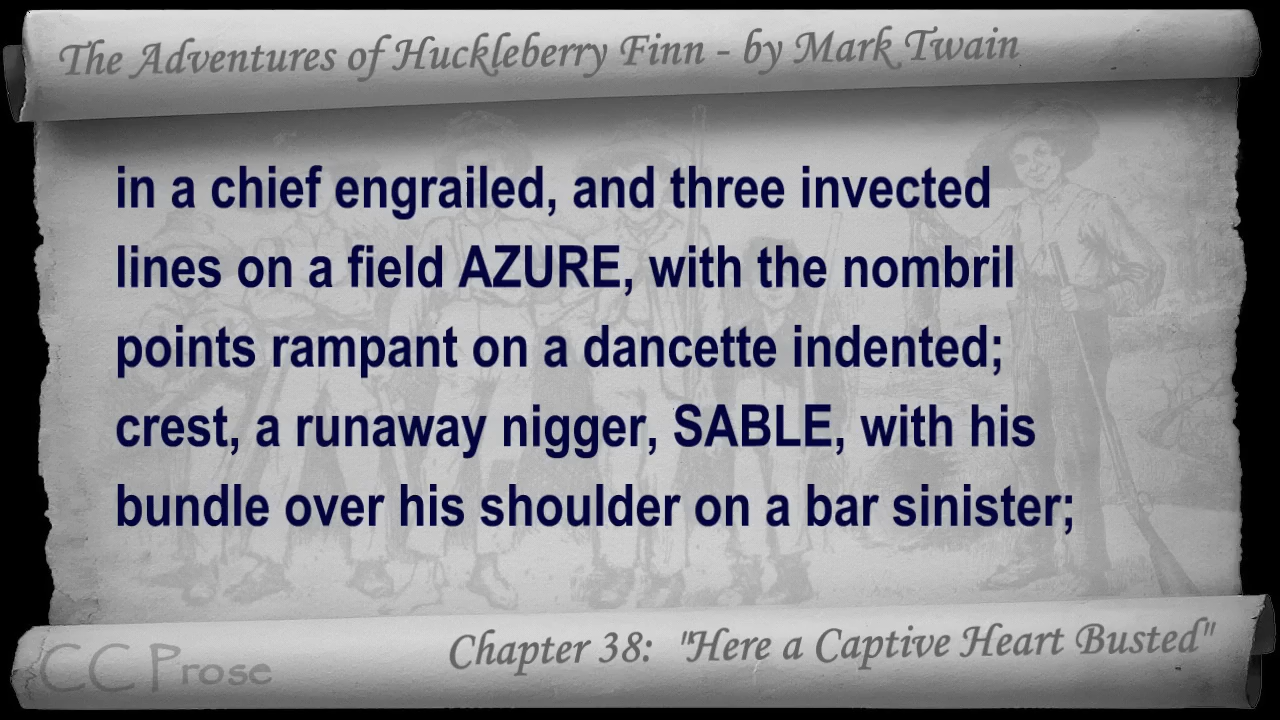 The Adventures of Huckleberry Finn - by Mark Twain
in a chief engrailed, and three invected
lines on a field AZURE, with the nombril
points rampant on a dancette indented;
crest, a runaway nigger, SABLE, with his
bundle over his shoulder on a bar sinister;
Chapter 38: "Here a Captive Heart Busted"
CC Prose